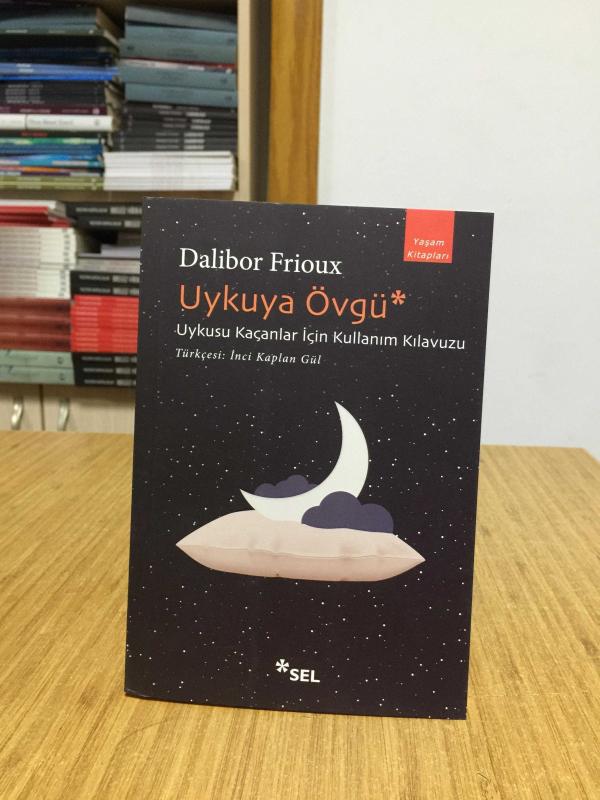 Yaşam
Kitapları
Dalibor Frioux
Uykuya Övgü*
Uykusu Kaçanlar İçin Kullanım Kılavuzu
Türkçesi: İnci Kaplan Gül
*SEL